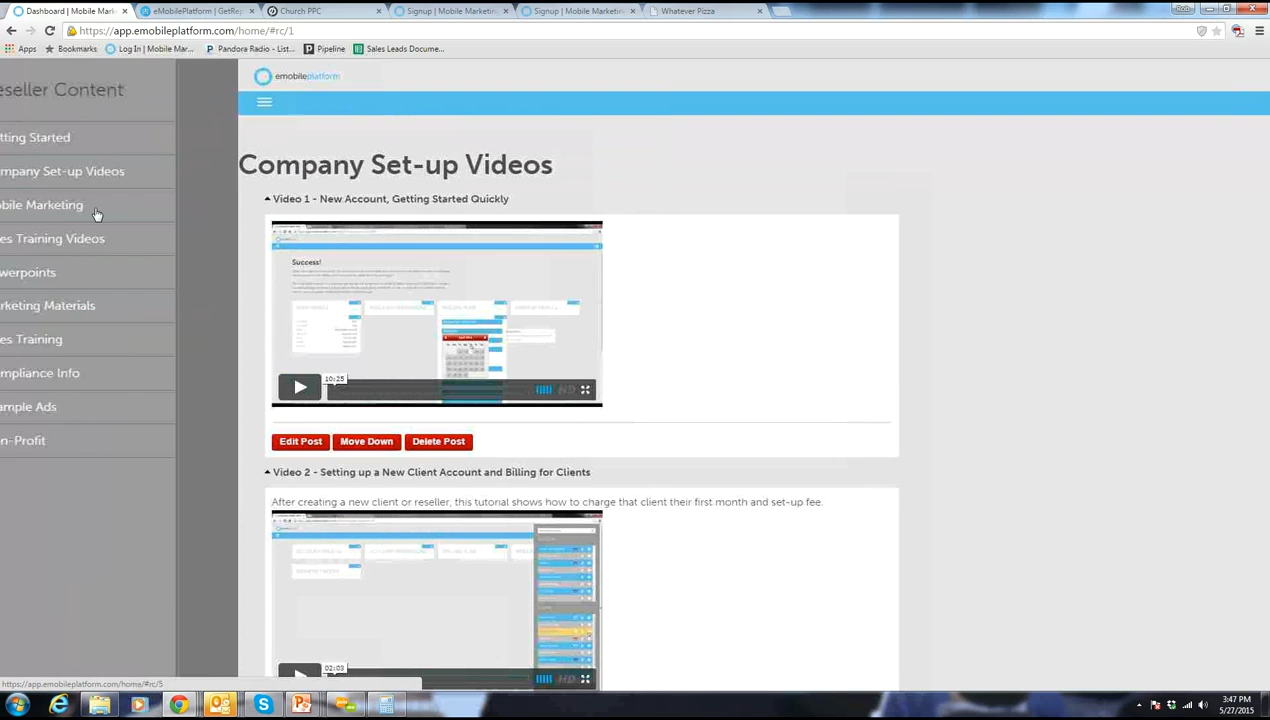 Dashboard | Mobile Mark
eMobilePlatform | GetRe
Church PPC
Signup | Mobile Marketin
Signup | Mobile Marketin
Whatever Pizza
Rob
https://app.emobileplatform.com/home/#rc/1
Apps
Bookmarks
Log In | Mobile Mar...
Pandora Radio - List...
Pipeline
Sales Leads Docume...
eseller Content
emobileplatform
tting Started
mpany Set-up Videos
bile Marketing
es Training Videos
werpoints
rketing Materials
es Training
mpliance Info
ample Ads
n-Profit
Company Set-up Videos
Video 1 - New Account, Getting Started Quickly
Success!
10:25
HD
Edit Post
Move Down
Delete Post
Video 2 - Setting up a New Client Account and Billing for Clients
After creating a new client or reseller, this tutorial shows how to charge that client their first month and set-up fee.
02:03
HD
https://app.emobileplatform.com/home/#rc/5
3:47 PM
5/27/2015